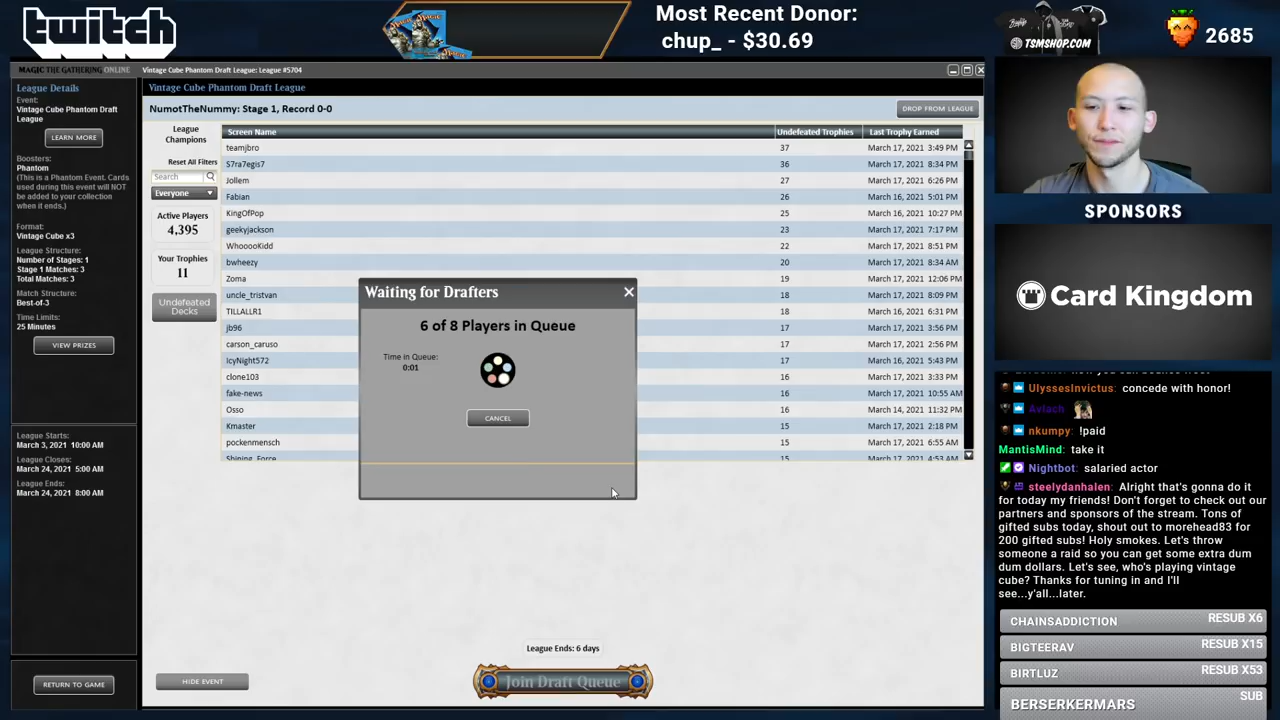 twitch
Most Recent Donor:
chup_ - $30.69
TSMSHOP.COM
2685
MAGIC THE GATHERING ONLINE
Vintage Cube Phantom Draft League: League #5704
League Details
Event:
Vintage Cube Phantom Draft
League
LEARN MORE
Boosters:
Phantom
(This is a Phantom Event. Cards
used during this event will NOT
be added to your collection
when it ends.)
Format:
Vintage Cube x3
League Structure:
Number of Stages: 1
Stage 1 Matches: 3
Total Matches: 3
Match Structure:
Best-of-3
Time Limits:
25 Minutes
VIEW PRIZES
League Starts:
March 3, 2021 10:00 AM
League Closes:
March 24, 2021 5:00 AM
League Ends:
March 24, 2021 8:00 AM
RETURN TO GAME
Vintage Cube Phantom Draft League
NumotTheNummy: Stage 1, Record 0-0
DROP FROM LEAGUE
League
Champions
Reset All Filters
Search
Everyone
Active Players
4,395
Your Trophies
11
Undefeated
Decks
Screen Name Undefeated Trophies Last Trophy Earned
teamjbro 37 March 17, 2021 3:49 PM
S7ra7egis7 36 March 17, 2021 8:34 PM
Jollem 27 March 17, 2021 6:26 PM
Fabian 26 March 16, 2021 5:01 PM
KingOfPop 25 March 16, 2021 10:27 PM
geekyjackson 23 March 17, 2021 7:17 PM
WhooooKidd 22 March 17, 2021 8:51 PM
bwheezy 20 March 17, 2021 8:34 AM
Zoma 19 March 17, 2021 12:06 PM
uncle_tristvan 18 March 17, 2021 8:09 PM
TILLALLR1 18 March 16, 2021 6:31 PM
jb96 17 March 17, 2021 3:56 PM
carson_caruso 17 March 17, 2021 2:56 PM
IcyNight572 17 March 16, 2021 5:43 PM
clone103 16 March 17, 2021 3:33 PM
fake-news 16 March 17, 2021 10:55 AM
Osso 16 March 14, 2021 11:32 PM
Kmaster 15 March 17, 2021 2:18 PM
pockenmensch 15 March 17, 2021 6:55 AM
Shining_Force 15 March 17, 2021 4:53 AM
Waiting for Drafters
6 of 8 Players in Queue
Time in Queue:
0:01
CANCEL
League Ends: 6 days
HIDE EVENT
Join Draft Queue
SPONSORS
Card Kingdom
UlyssesInvictus: concede with honor!
Avlach
nkumpy: !paid
MantisMind: take it
Nightbot: salaried actor
steelydanhalen: Alright that's gonna do it
for today my friends! Don't forget to check out our
partners and sponsors of the stream. Tons of
gifted subs today, shout out to morehead83 for
200 gifted subs! Holy smokes. Let's throw
someone a raid so you can get some extra dum
dum dollars. Let's see, who's playing vintage
cube? Thanks for tuning in and I'll
see...y'all...later.
CHAINSADDICTION RESUB X6
BIGTEERAV RESUB X15
BIRTLUZ RESUB X53
BERSERKERMARS SUB